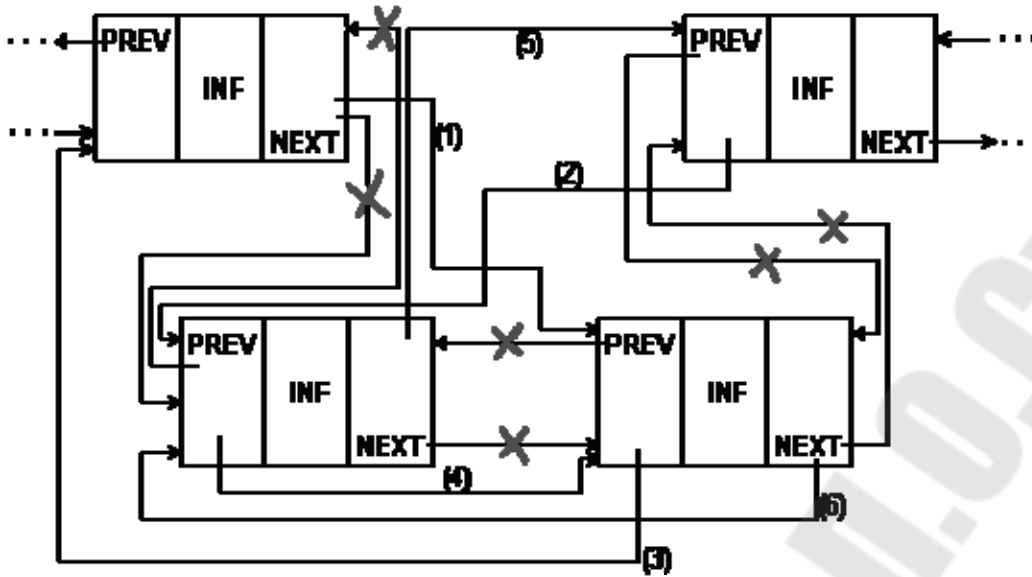 PREV INF NEXT
(5)
PREV INF NEXT
(1)
(2)
PREV INF NEXT
PREV INF NEXT
(4)
(6)
(3)